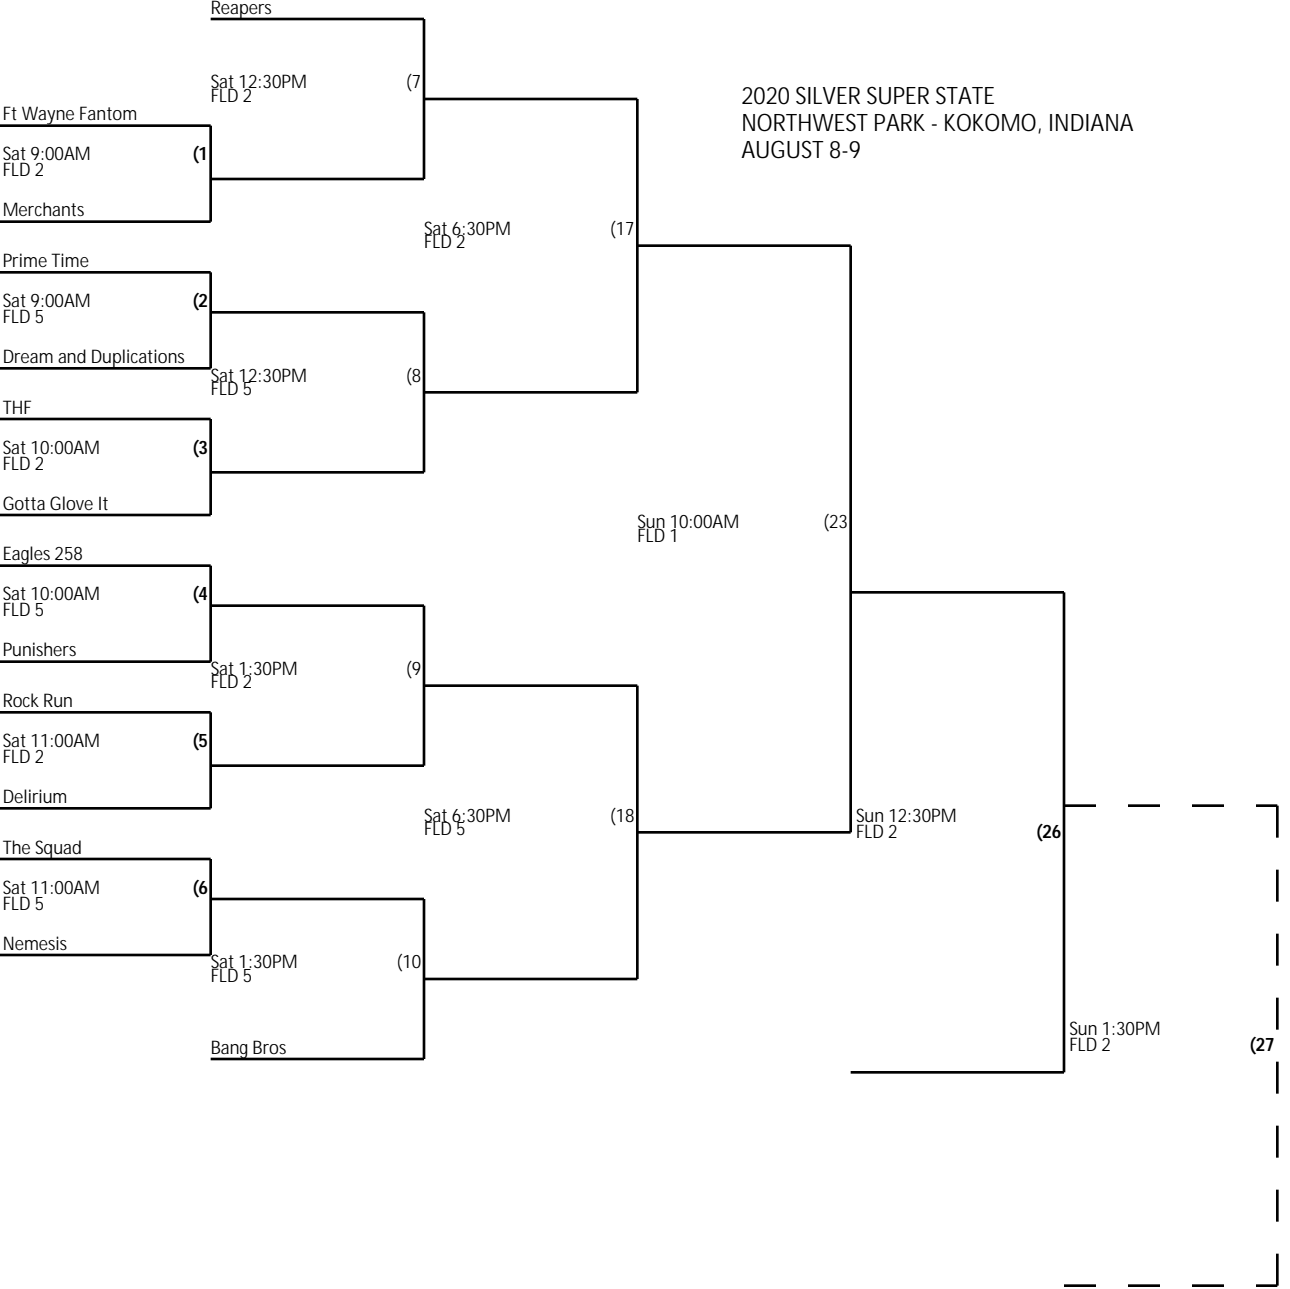 Reapers
Sat 12:30PM (7
FLD 2
2020 SILVER SUPER STATE
NORTHWEST PARK - KOKOMO, INDIANA
AUGUST 8-9
Ft Wayne Fantom
Sat 9:00AM (1
FLD 2
Merchants
Sat 6:30PM (17
FLD 2
Prime Time
Sat 9:00AM (2
FLD 5
Dream and Duplications
Sat 12:30PM (8
FLD 5
THF
Sat 10:00AM (3
FLD 2
Gotta Glove It
Sun 10:00AM (23
FLD 1
Eagles 258
Sat 10:00AM (4
FLD 5
Punishers
Sat 1:30PM (9
FLD 2
Rock Run
Sat 11:00AM (5
FLD 2
Delirium
Sat 6:30PM (18
FLD 5
Sun 12:30PM (26
FLD 2
The Squad
Sat 11:00AM (6
FLD 5
Nemesis
Sat 1:30PM (10
FLD 5
Sun 1:30PM (27
FLD 2
Bang Bros